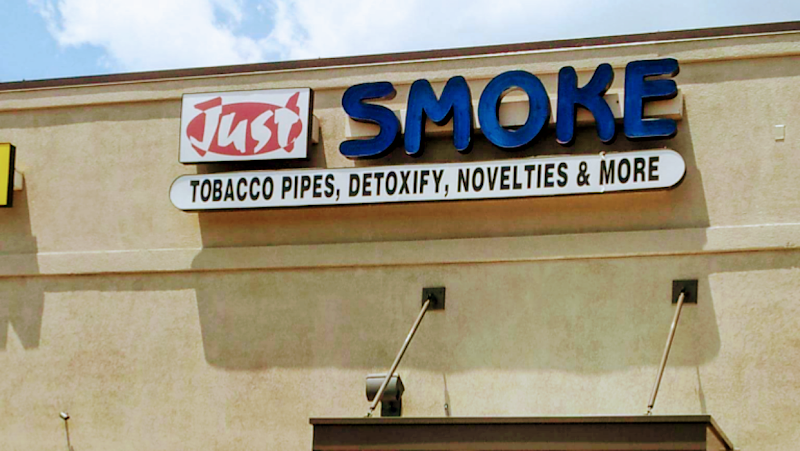 Just SMOKE
TOBACCO PIPES, DETOXIFY, NOVELTIES & MORE